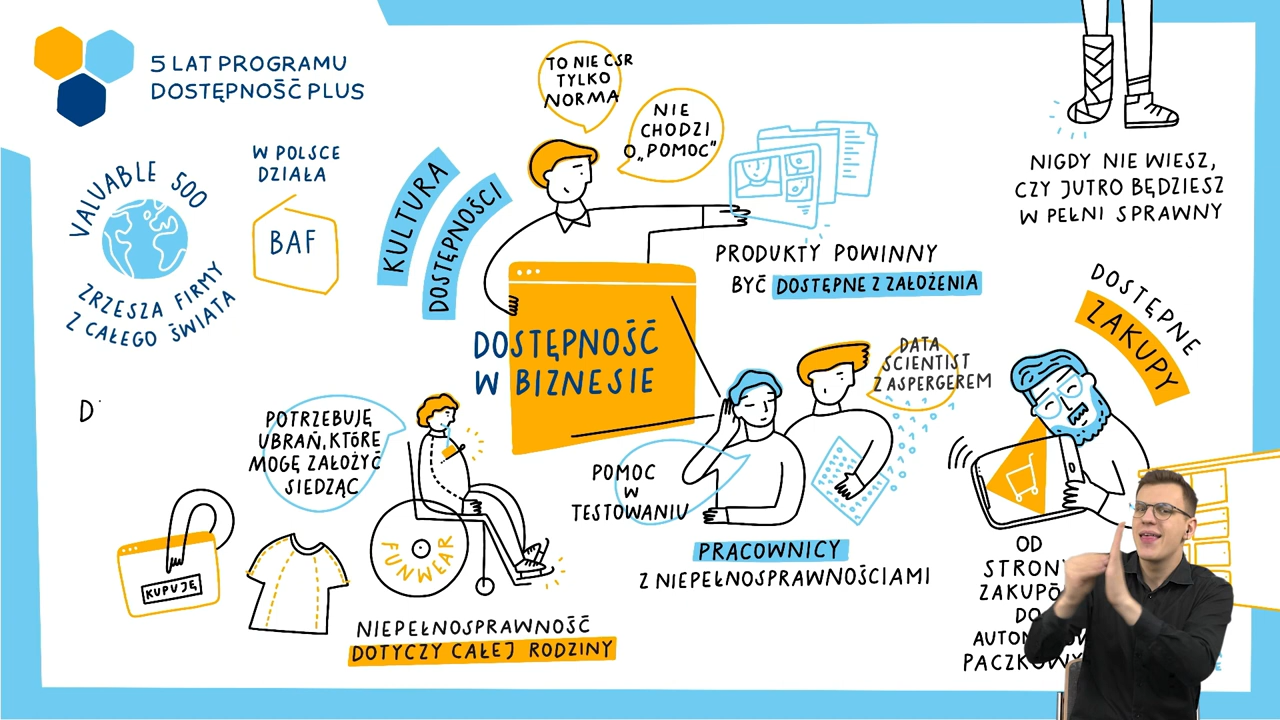 5 LAT PROGRAMU
DOSTĘPNOŚĆ PLUS
VALUABLE 500
ZRZESZA FIRMY
Z CAŁEGO ŚWIATA
W POLSCE
DZIAŁA
BAF
KULTURA
DOSTĘPNOŚCI
TO NIE CSR
TYLKO
NORMA
NIE
CHODZI
O „POMOC”
PRODUKTY POWINNY
BYĆ DOSTĘPNE Z ZAŁOŻENIA
NIGDY NIE WIESZ,
CZY JUTRO BĘDZIESZ
W PEŁNI SPRAWNY
DOSTĘPNOŚĆ
W BIZNESIE
D
POTRZEBUJĘ
UBRAŃ, KTÓRE
MOGĘ ZAŁOŻYĆ
SIEDZĄC
KUPUJĘ
FUNWEAR
NIEPEŁNOSPRAWNOŚĆ
DOTYCZY CAŁEJ RODZINY
POMOC
W
TESTOWANIU
DATA
SCIENTIST
Z ASPERGEREM
PRACOWNICY
Z NIEPEŁNOSPRAWNOŚCIAMI
DOSTĘPNE
ZAKUPY
OD
STRON
ZAKUPÓ
DO
AUTO
PACZKOW